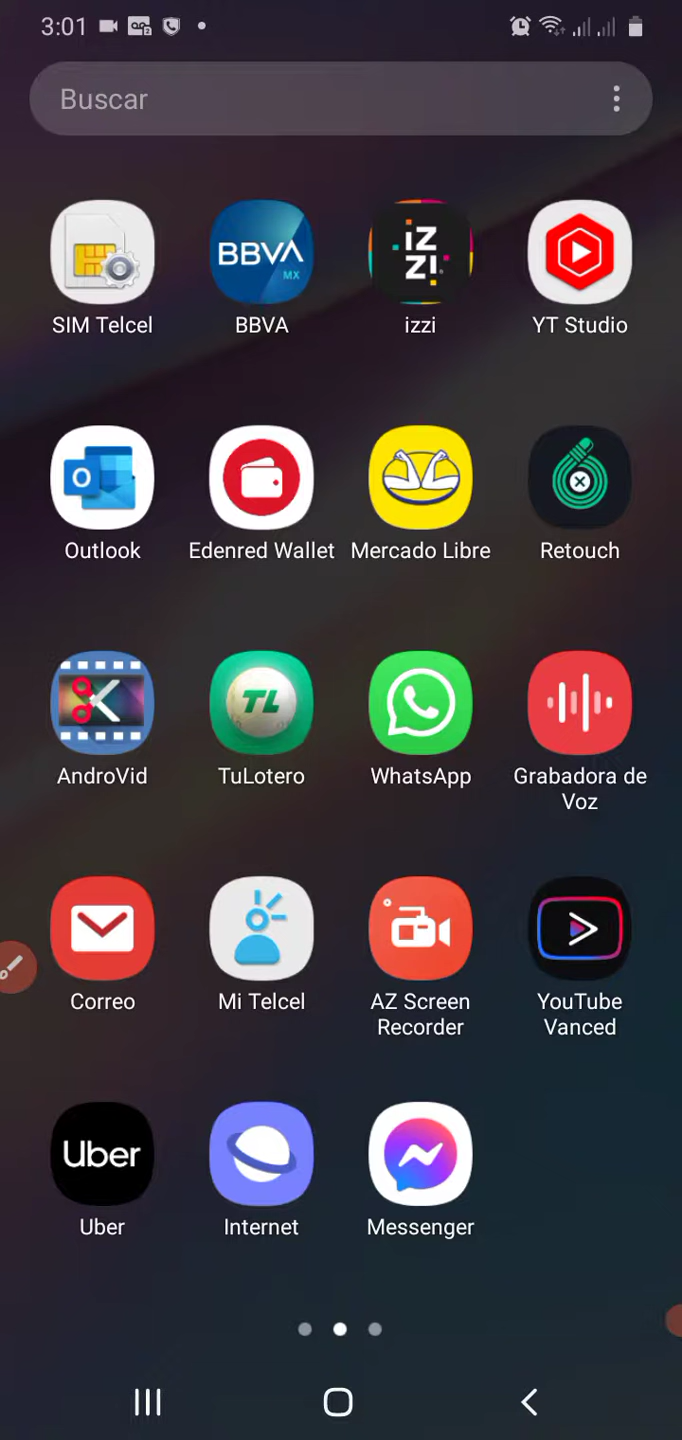 3:01
Buscar
BBVA
MX
iZ
Zi
SIM Telcel
BBVA
izzi
YT Studio
O
Outlook
Edenred Wallet
Mercado Libre
Retouch
TL
AndroVid
TuLotero
WhatsApp
Grabadora de
Voz
Correo
Mi Telcel
AZ Screen
Recorder
YouTube
Vanced
Uber
Uber
Internet
Messenger